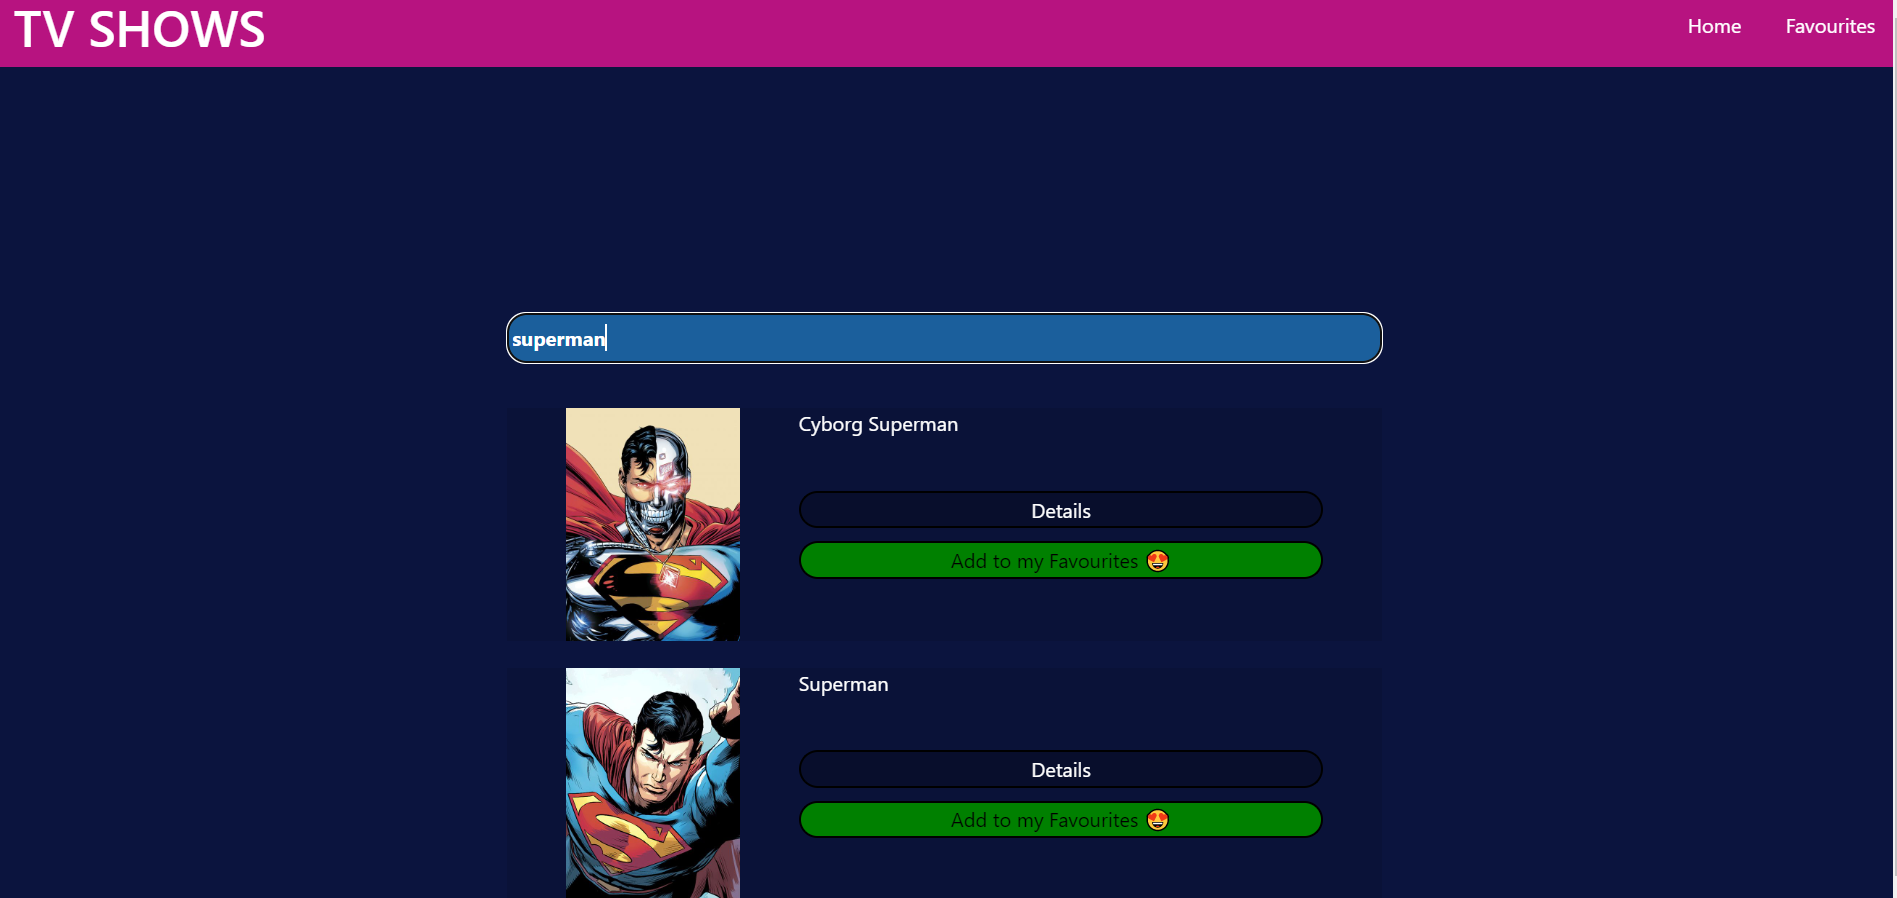 TV SHOWS
Home Favourites
superman
Cyborg Superman
Details
Add to my Favourites 😍
Superman
Details
Add to my Favourites 😍